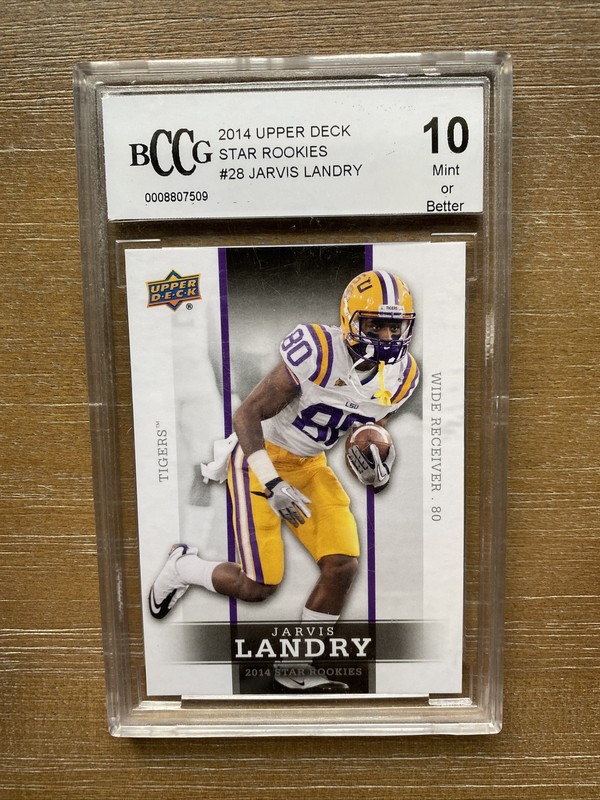 BCCG
2014 UPPER DECK
STAR ROOKIES
#28 JARVIS LANDRY
0008807509
10
Mint
or
Better
UPPER
DECK
®
TIGERS™
WIDE RECEIVER . 80
80
LSU
80
JARVIS
LANDRY
2014 STAR ROOKIES